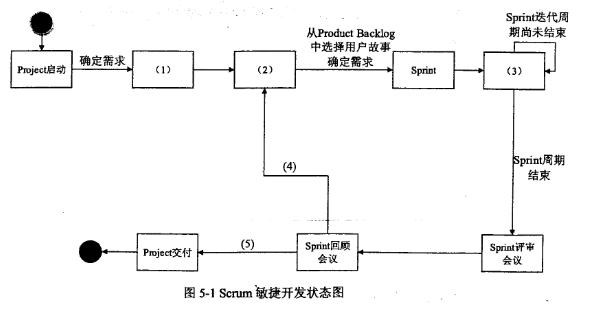 从Product Backlog
中选择用户故事
确定需求
Sprint迭代周
期尚未结束
Project启动
确定需求
(1)
(2)
Sprint
(3)
Sprint周期
结束
(4)
(5)
Project交付
Sprint回顾
会议
Sprint评审
会议
图 5-1 Scrum 敏捷开发状态图